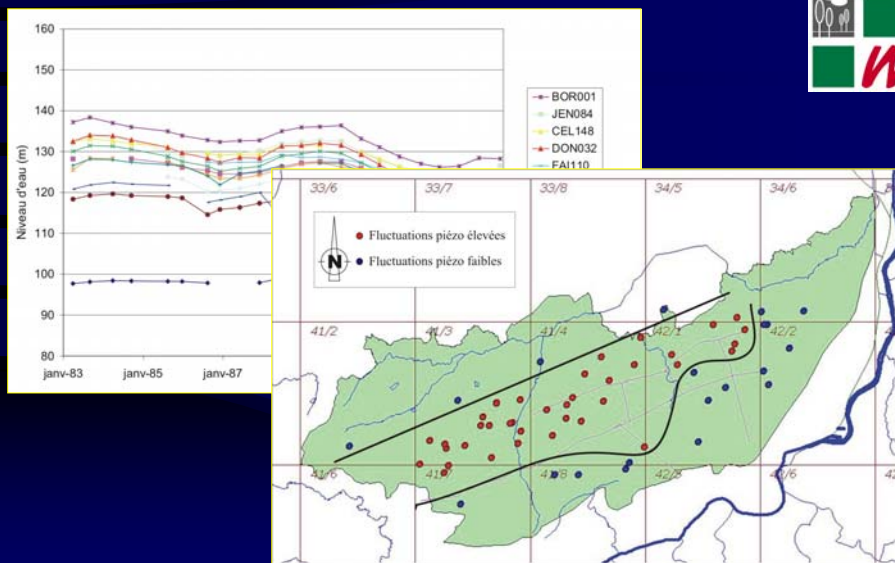 160
150
140
130
120
110
100
90
80
Niveau d'eau (m)
janv-83
janv-85
janv-87
BOR001
JEN084
CEL148
DON032
FAI110
33/6
33/7
33/8
34/5
34/6
Fluctuations piézo élevées
Fluctuations piézo faibles
N
41/2
41/3
41/4
42/1
42/2
41/6
41/7
41/8
42/5
42/6